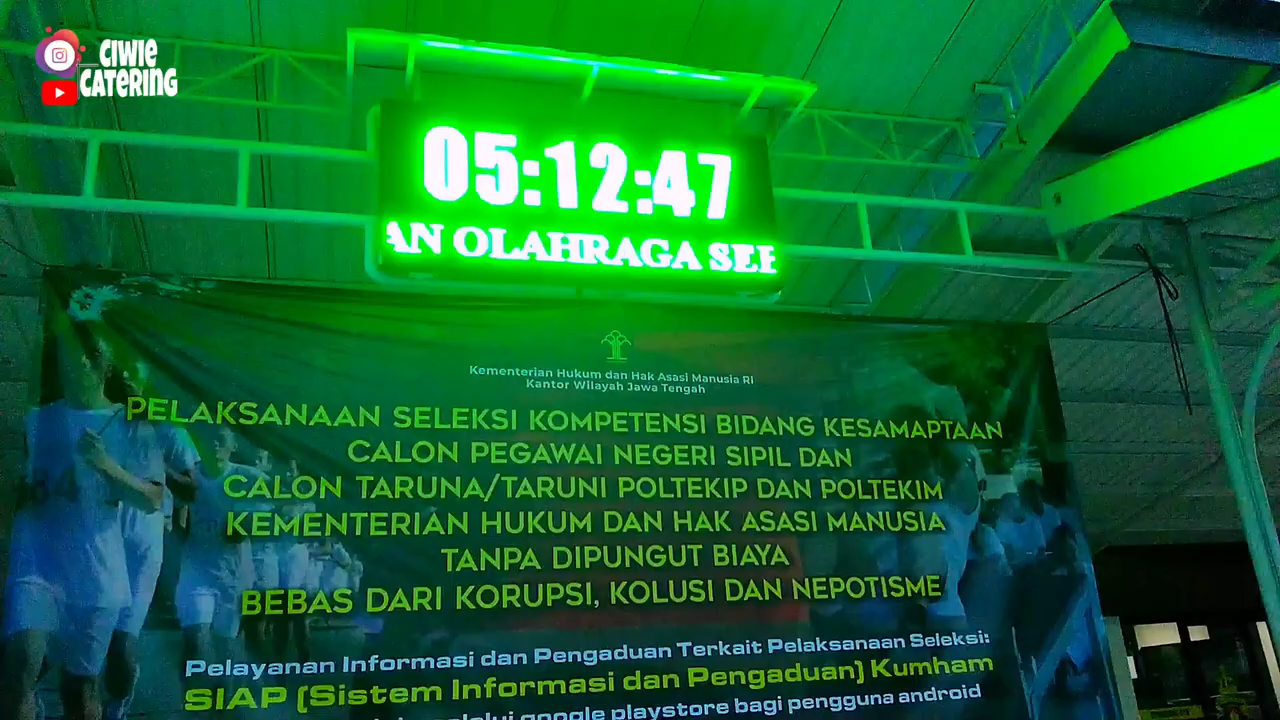 CIWIE
CATERING
05:12:47
AN OLAHRAGA SE
Kementerian Hukum dan Hak Asasi Manusia RI
Kantor Wilayah Jawa Tengah
PELAKSANAAN SELEKSI KOMPETENSI BIDANG KESAMAPTAAN
CALON PEGAWAI NEGERI SIPIL DAN
CALON TARUNA/TARUNI POLTEKIP DAN POLTEKIM
KEMENTERIAN HUKUM DAN HAK ASASI MANUSIA
TANPA DIPUNGUT BIAYA
BEBAS DARI KORUPSI, KOLUSI DAN NEPOTISME
Pelayanan Informasi dan Pengaduan Terkait Pelaksanaan Seleksi:
SIAP (Sistem Informasi dan Pengaduan) Kumham
melalui google playstore bagi pengguna android